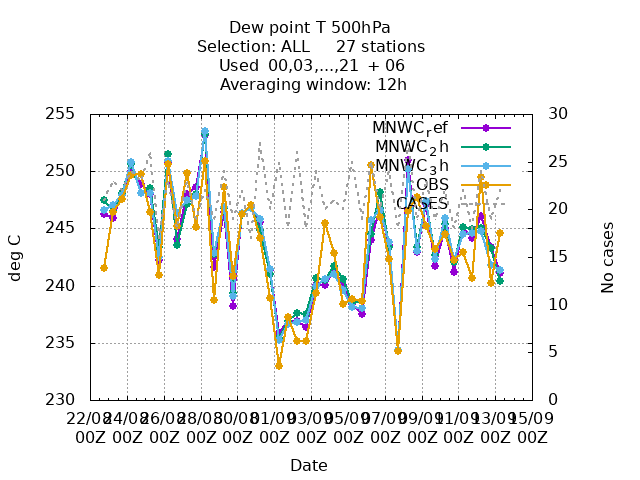 Dew point T 500hPa
Selection: ALL     27 stations
Used  00,03,...,21  + 06
Averaging window: 12h
255
250
245
240
235
230
30
25
20
15
10
5
0
deg C
No cases
MNWC_ref
MNWC_2h
MNWC_3h
OBS
CASES
22/08 24/08 26/08 28/08 30/08 01/09 03/09 05/09 07/09 09/09 11/09 13/09 15/09
00Z 00Z 00Z 00Z 00Z 00Z 00Z 00Z 00Z 00Z 00Z 00Z 00Z
Date